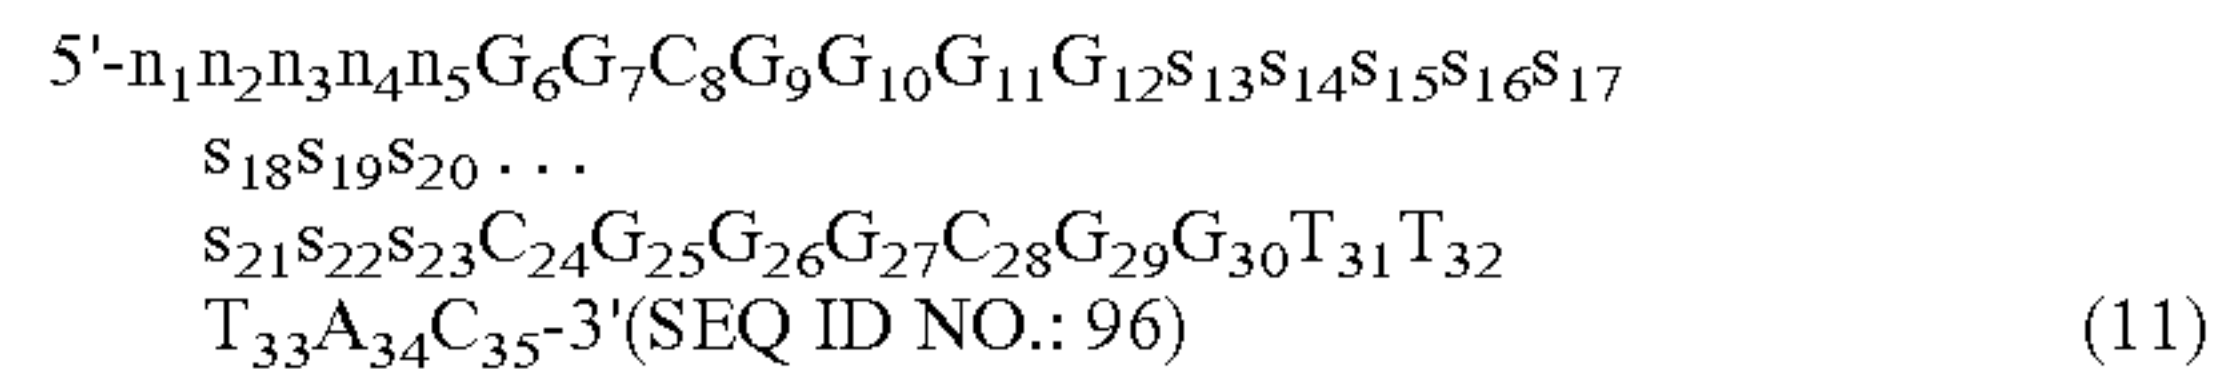 5'-n₁n₂n₃n₄n₅G₆G₇C₈G₉G₁₀G₁₁G₁₂s₁₃s₁₄s₁₅s₁₆s₁₇
s₁₈s₁₉s₂₀ . . .
s₂₁s₂₂s₂₃C₂₄G₂₅G₂₆G₂₇C₂₈G₂₉G₃₀T₃₁T₃₂
T₃₃A₃₄C₃₅-3'(SEQ ID NO.: 96) (11)